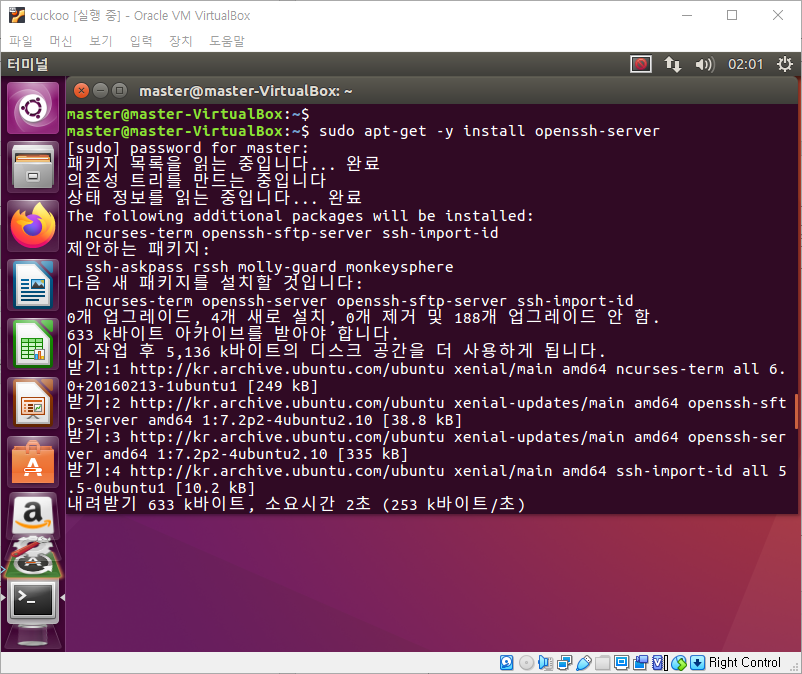 cuckoo [실행 중] - Oracle VM VirtualBox
파일 머신 보기 입력 장치 도움말
터미널 02:01
master@master-VirtualBox: ~
master@master-VirtualBox:~$
master@master-VirtualBox:~$ sudo apt-get -y install openssh-server
[sudo] password for master:
패키지 목록을 읽는 중입니다... 완료
의존성 트리를 만드는 중입니다
상태 정보를 읽는 중입니다... 완료
The following additional packages will be installed:
ncurses-term openssh-sftp-server ssh-import-id
제안하는 패키지:
ssh-askpass rssh molly-guard monkeysphere
다음 새 패키지를 설치할 것입니다:
ncurses-term openssh-server openssh-sftp-server ssh-import-id
0개 업그레이드, 4개 새로 설치, 0개 제거 및 188개 업그레이드 안 함.
633 k바이트 아카이브를 받아야 합니다.
이 작업 후 5,136 k바이트의 디스크 공간을 더 사용하게 됩니다.
받기:1 http://kr.archive.ubuntu.com/ubuntu xenial/main amd64 ncurses-term all 6.
0+20160213-1ubuntu1 [249 kB]
받기:2 http://kr.archive.ubuntu.com/ubuntu xenial-updates/main amd64 openssh-sft
p-server amd64 1:7.2p2-4ubuntu2.10 [38.8 kB]
받기:3 http://kr.archive.ubuntu.com/ubuntu xenial-updates/main amd64 openssh-ser
ver amd64 1:7.2p2-4ubuntu2.10 [335 kB]
받기:4 http://kr.archive.ubuntu.com/ubuntu xenial/main amd64 ssh-import-id all 5
.5-0ubuntu1 [10.2 kB]
내려받기 633 k바이트, 소요시간 2초 (253 k바이트/초)
Right Control